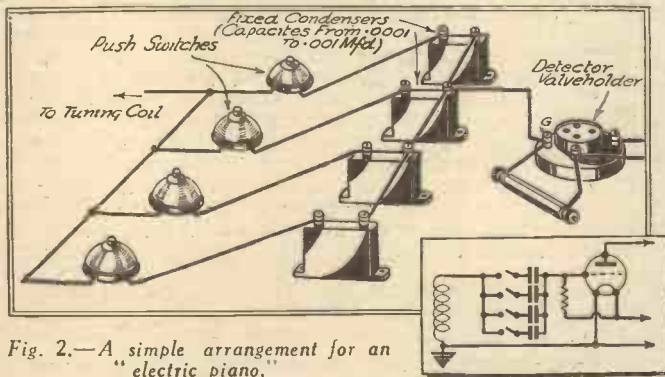 Fixed Condensers
(Capacites From .0001
To .001 Mfd)
Push Switches
Detector
Valveholder
To Tuning Coil
G
Fig. 2.—A simple arrangement for an
"electric piano."